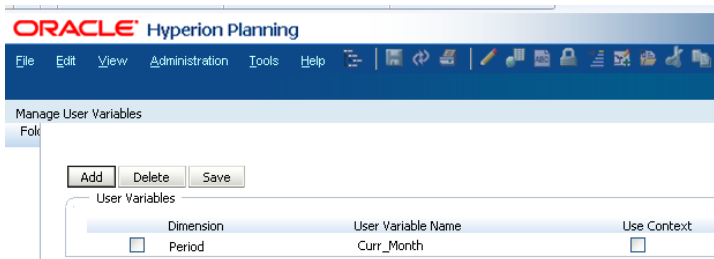 ORACLE Hyperion Planning
File Edit View Administration Tools Help
Manage User Variables
Fol
Add Delete Save
User Variables
Dimension User Variable Name Use Context
Period Curr_Month